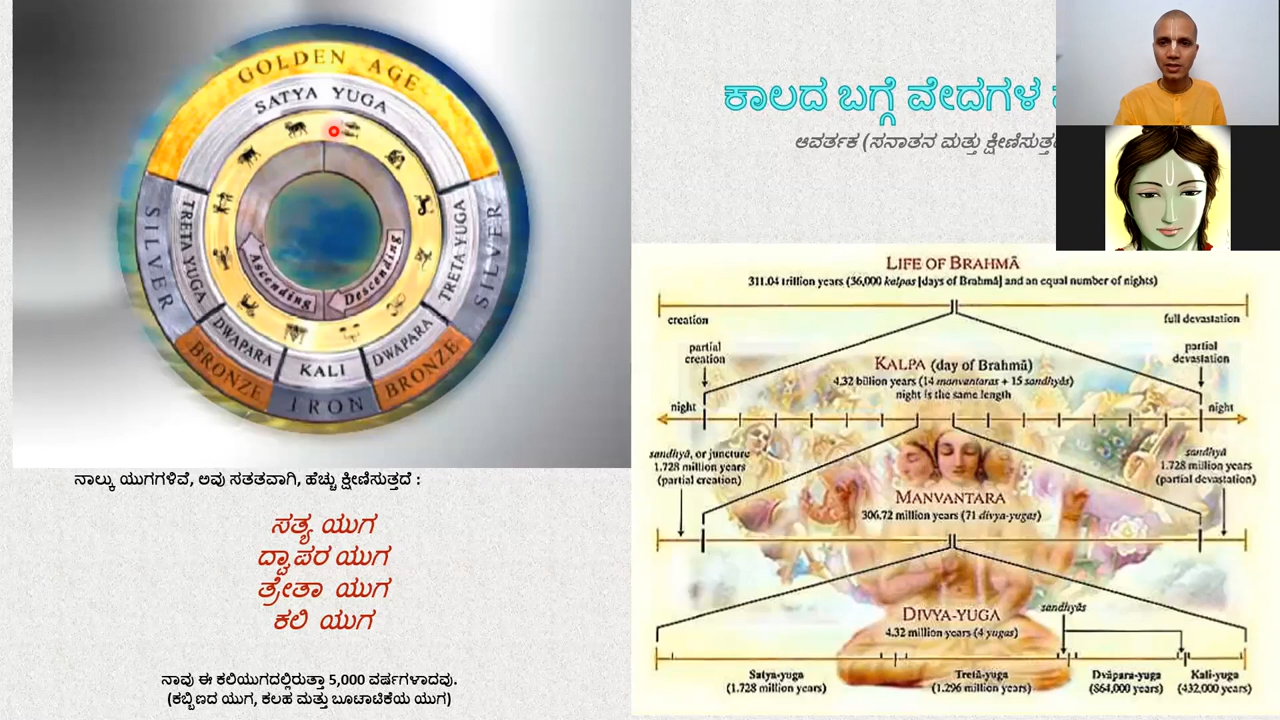 GOLDEN AGE
SATYA YUGA
SILVER
TRETA YUGA
TRETA YUGA
SILVER
Ascending
Descending
DWAPARA
DWAPARA
BRONZE
KALI
BRONZE
IRON
ನಾಲ್ಕು ಯುಗಗಳಿವೆ, ಅವು ಸತತವಾಗಿ, ಹೆಚ್ಚು ಕ್ಷೀಣಿಸುತ್ತದೆ :
ಸತ್ಯ ಯುಗ
ದ್ವಾಪರ ಯುಗ
ತ್ರೇತಾ ಯುಗ
ಕಲಿ ಯುಗ
ನಾವು ಈ ಕಲಿಯುಗದಲ್ಲಿರುತ್ತಾ 5,000 ವರ್ಷಗಳಾದವು.
(ಕಬ್ಬಿಣದ ಯುಗ, ಕಲಹ ಮತ್ತು ಬೂಟಾಟಿಕೆಯ ಯುಗ)
ಕಾಲದ ಬಗ್ಗೆ ವೇದಗಳ
ಆವರ್ತಕ (ಸನಾತನ ಮತ್ತು
LIFE OF BRAHMĀ
311.04 trillion years (36,000 kalpas [days of Brahmā] and an equal number of nights)
creation
full devastation
partial
creation
partial
devastation
KALPA (day of Brahmā)
4.32 billion years (14 manvantaras + 15 sandhyās)
night is the same length
night
night
sandhyā, or juncture
1.728 million years
(partial creation)
sandhyā
1.728 million years
(partial devastation)
MANVANTARA
306.72 million years (71 divya-yugas)
DIVYA-YUGA
4.32 million years (4 yugas)
sandhyās
Satya-yuga
(1.728 million years)
Tretā-yuga
(1.296 million years)
Dvāpara-yuga
(864,000 years)
Kali-yuga
(432,000 years)